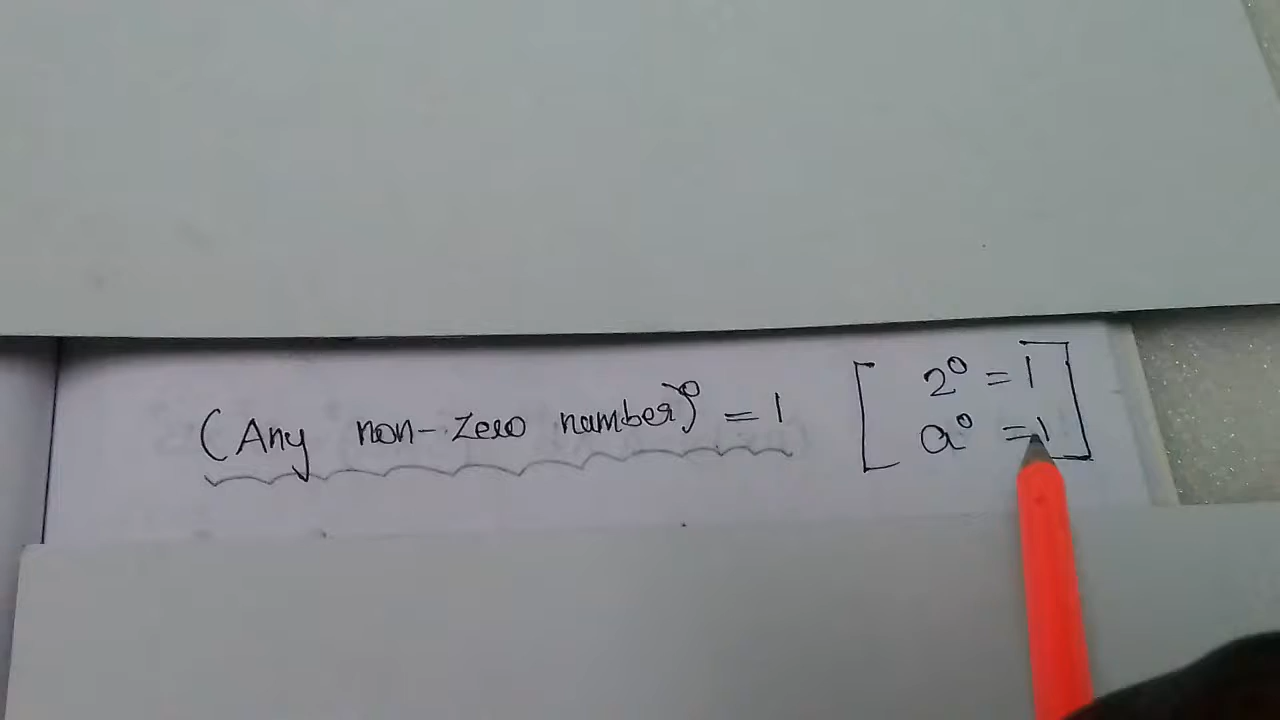 (Any non-zero number)⁰ = 1
[ 2⁰ = 1
a⁰ = 1 ]